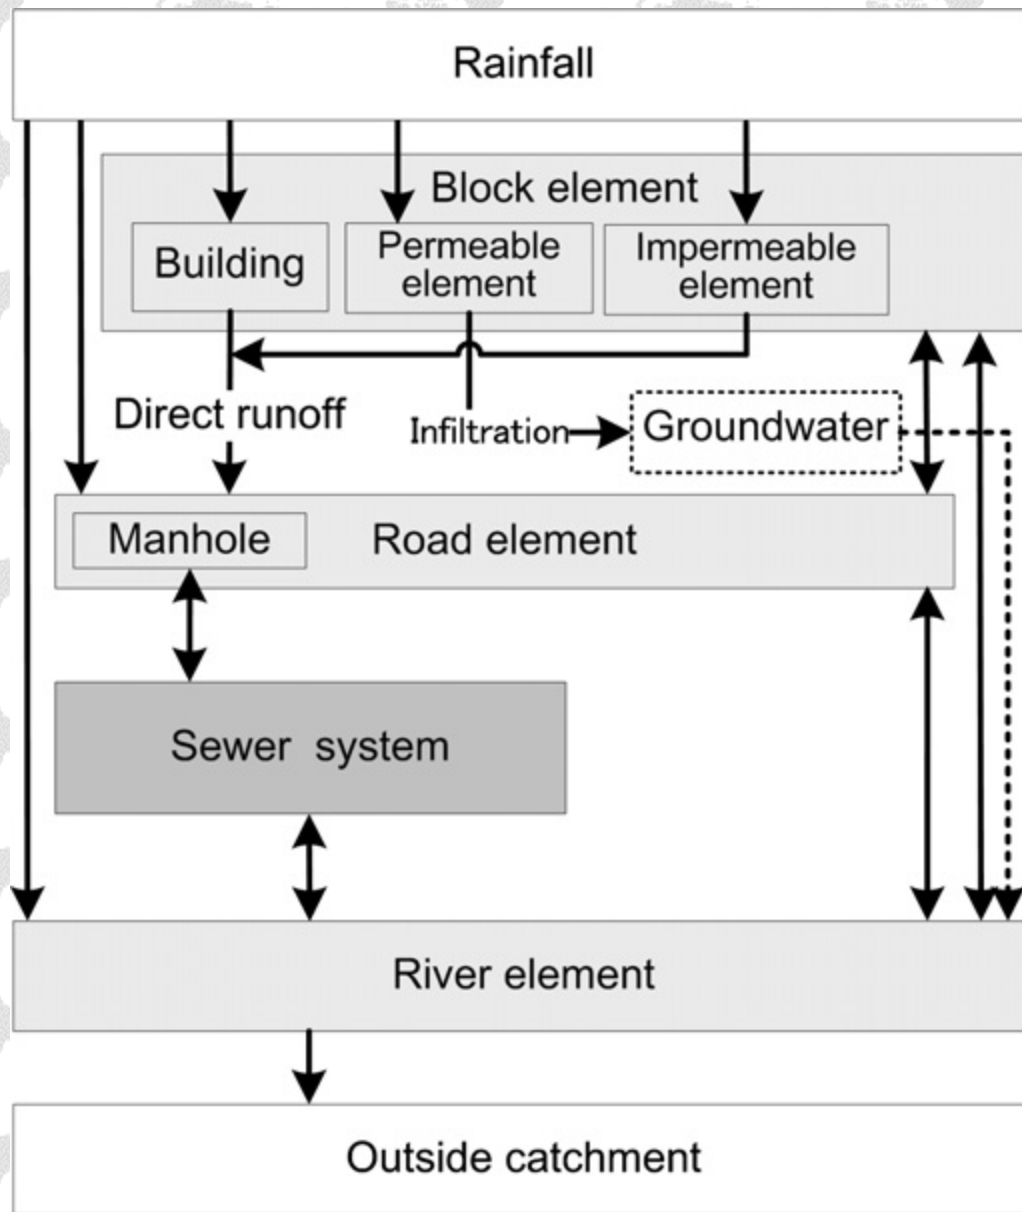 Rainfall
Block element
Building
Permeable
element
Impermeable
element
Direct runoff
Infiltration
Groundwater
Manhole
Road element
Sewer system
River element
Outside catchment